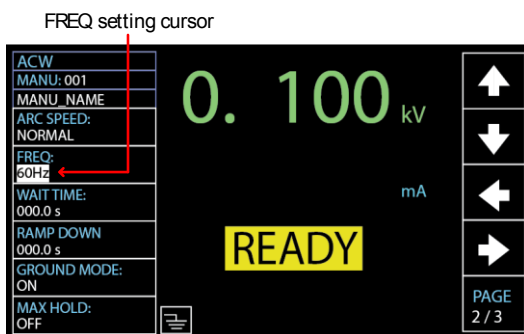 FREQ setting cursor
ACW
MANU: 001
MANU_NAME
ARC SPEED:
NORMAL
FREQ:
60Hz
WAIT TIME:
000.0 s
RAMP DOWN
000.0 s
GROUND MODE:
ON
MAX HOLD:
OFF
0. 100 kV
mA
READY
PAGE
2 / 3